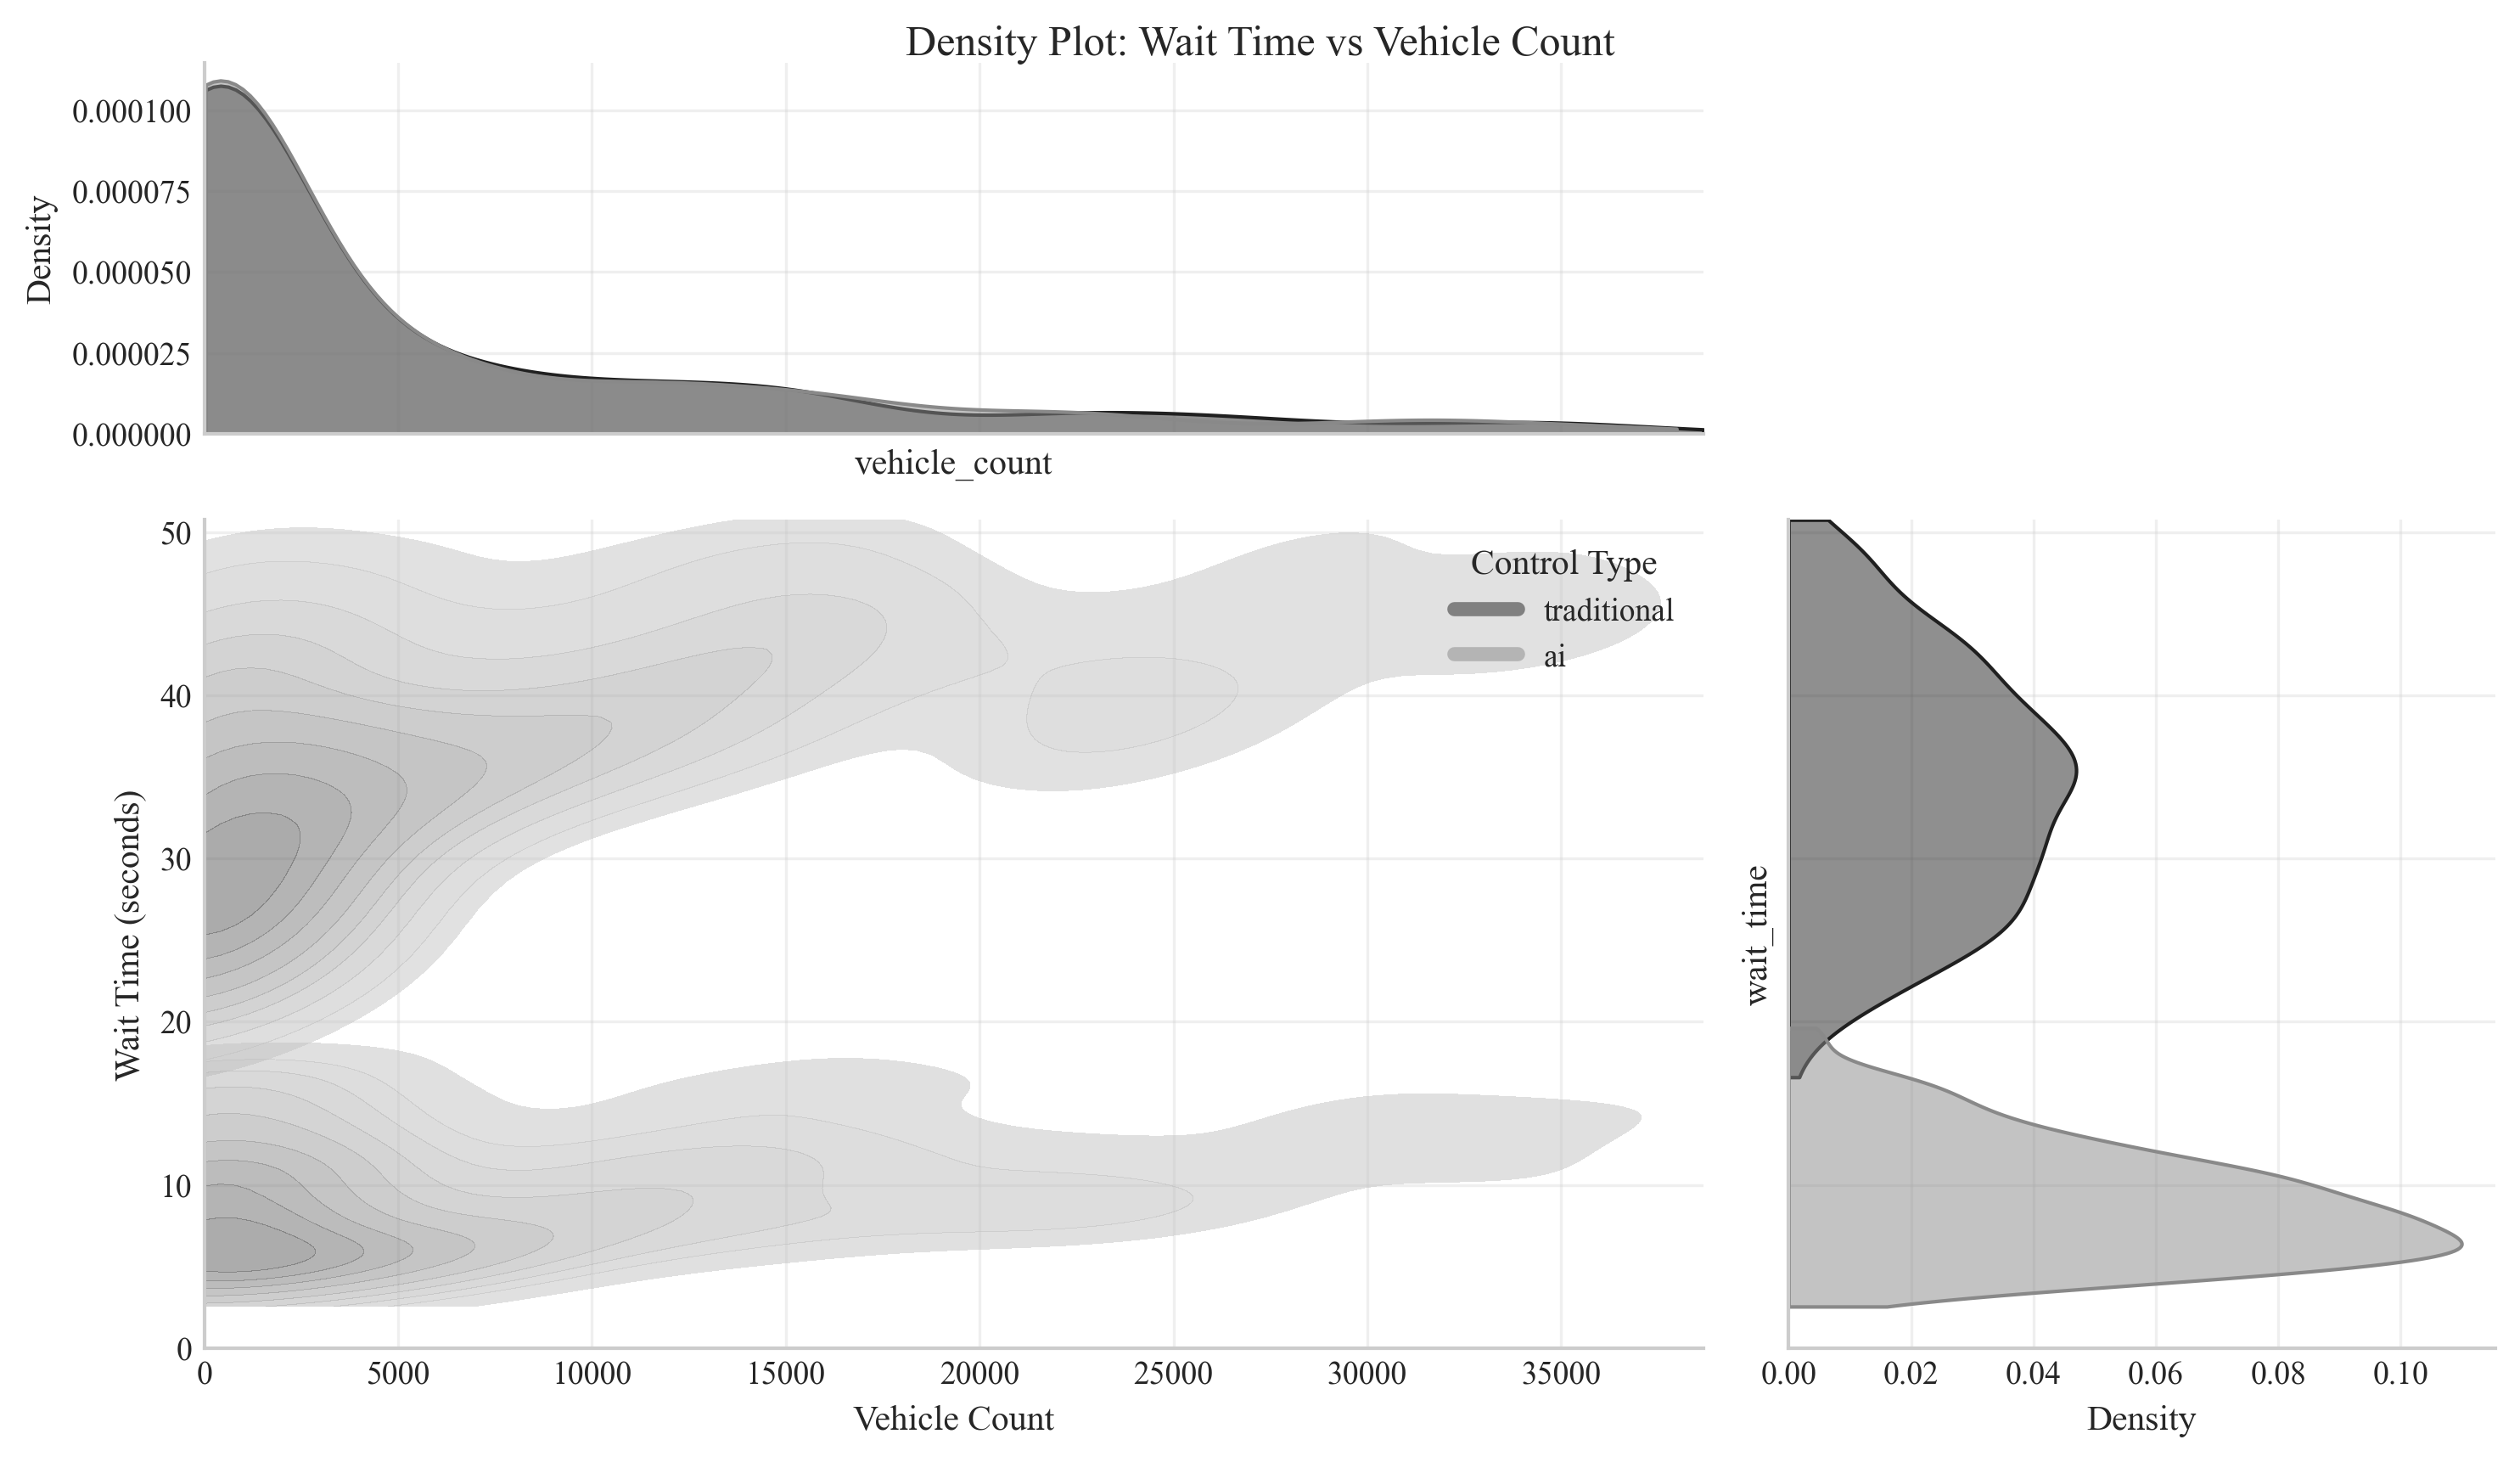 Density Plot: Wait Time vs Vehicle Count
Density
0.000100
0.000075
0.000050
0.000025
0.000000
vehicle_count
Wait Time (seconds)
50
40
30
20
10
0
0 5000 10000 15000 20000 25000 30000 35000
Vehicle Count
Control Type
traditional
ai
wait_time
0.00 0.02 0.04 0.06 0.08 0.10
Density